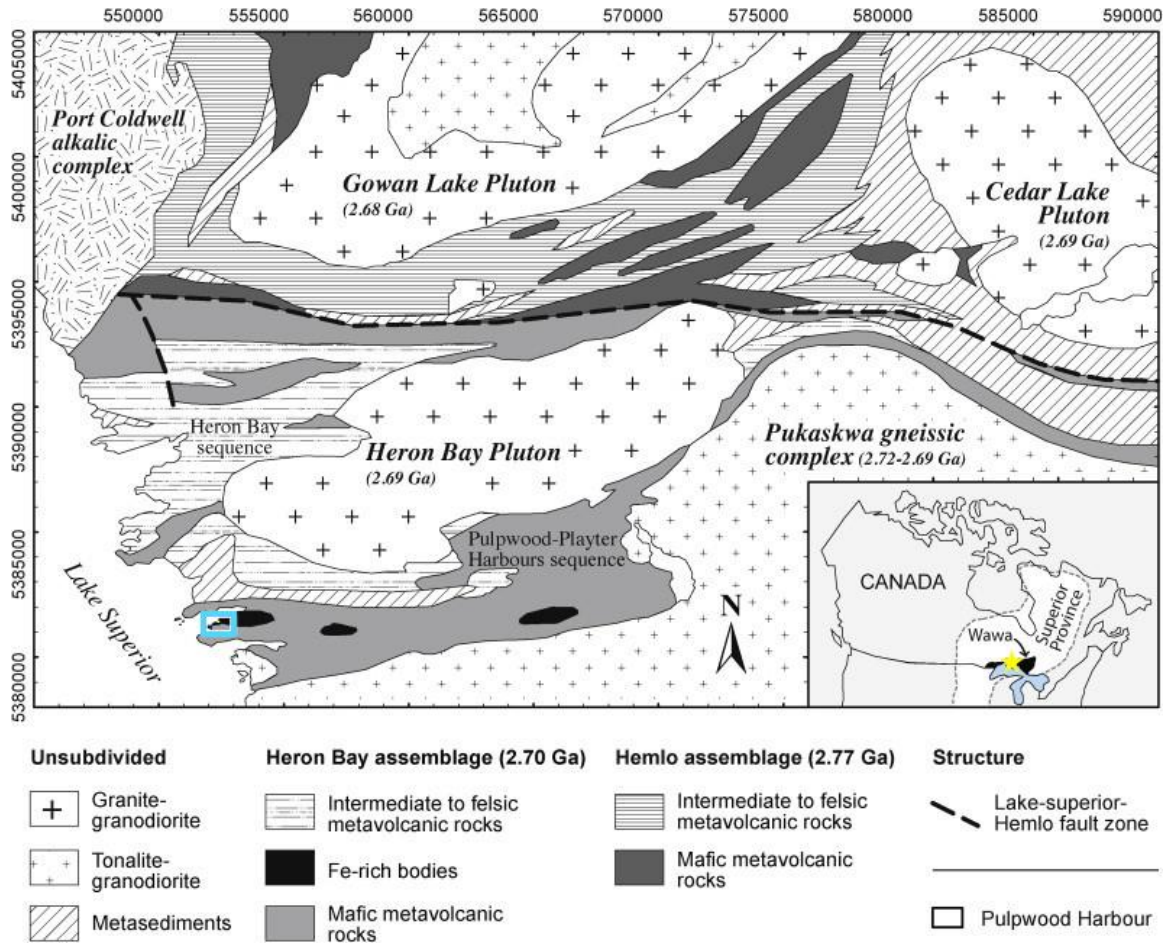 550000 555000 560000 565000 570000 575000 580000 585000 590000
5405000
5400000
5395000
5390000
5385000
5380000
Port Coldwell
alkalic
complex
Gowan Lake Pluton
(2.68 Ga)
Cedar Lake
Pluton
(2.69 Ga)
Heron Bay
sequence
Heron Bay Pluton
(2.69 Ga)
Pukaskwa gneissic
complex (2.72-2.69 Ga)
Pulpwood-Playter
Harbours sequence
Lake Superior
N
CANADA
Superior
Province
Wawa
Unsubdivided
Granite-
granodiorite
Tonalite-
granodiorite
Metasediments
Heron Bay assemblage (2.70 Ga)
Intermediate to felsic
metavolcanic rocks
Fe-rich bodies
Mafic metavolcanic
rocks
Hemlo assemblage (2.77 Ga)
Intermediate to felsic
metavolcanic rocks
Mafic metavolcanic
rocks
Structure
Lake-superior-
Hemlo fault zone
Pulpwood Harbour